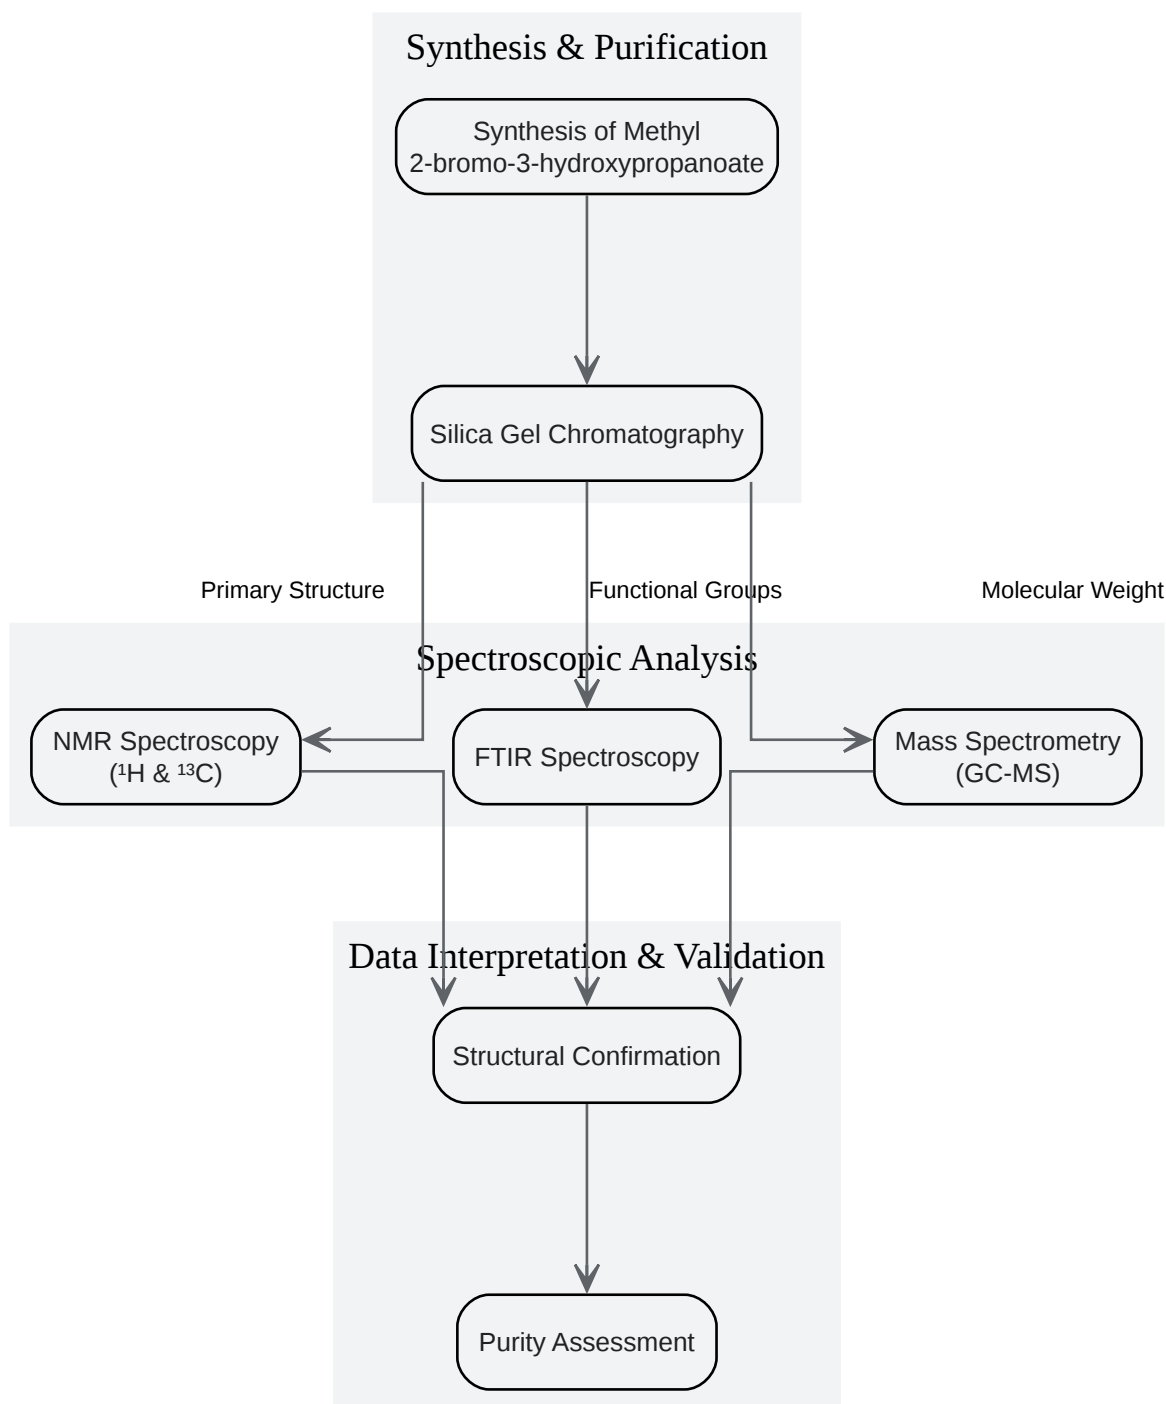 Synthesis & Purification
Synthesis of Methyl
2-bromo-3-hydroxypropanoate
Silica Gel Chromatography
Primary Structure
Functional Groups
Molecular Weight
Spectroscopic Analysis
NMR Spectroscopy
(¹H & ¹³C)
FTIR Spectroscopy
Mass Spectrometry
(GC-MS)
Data Interpretation & Validation
Structural Confirmation
Purity Assessment